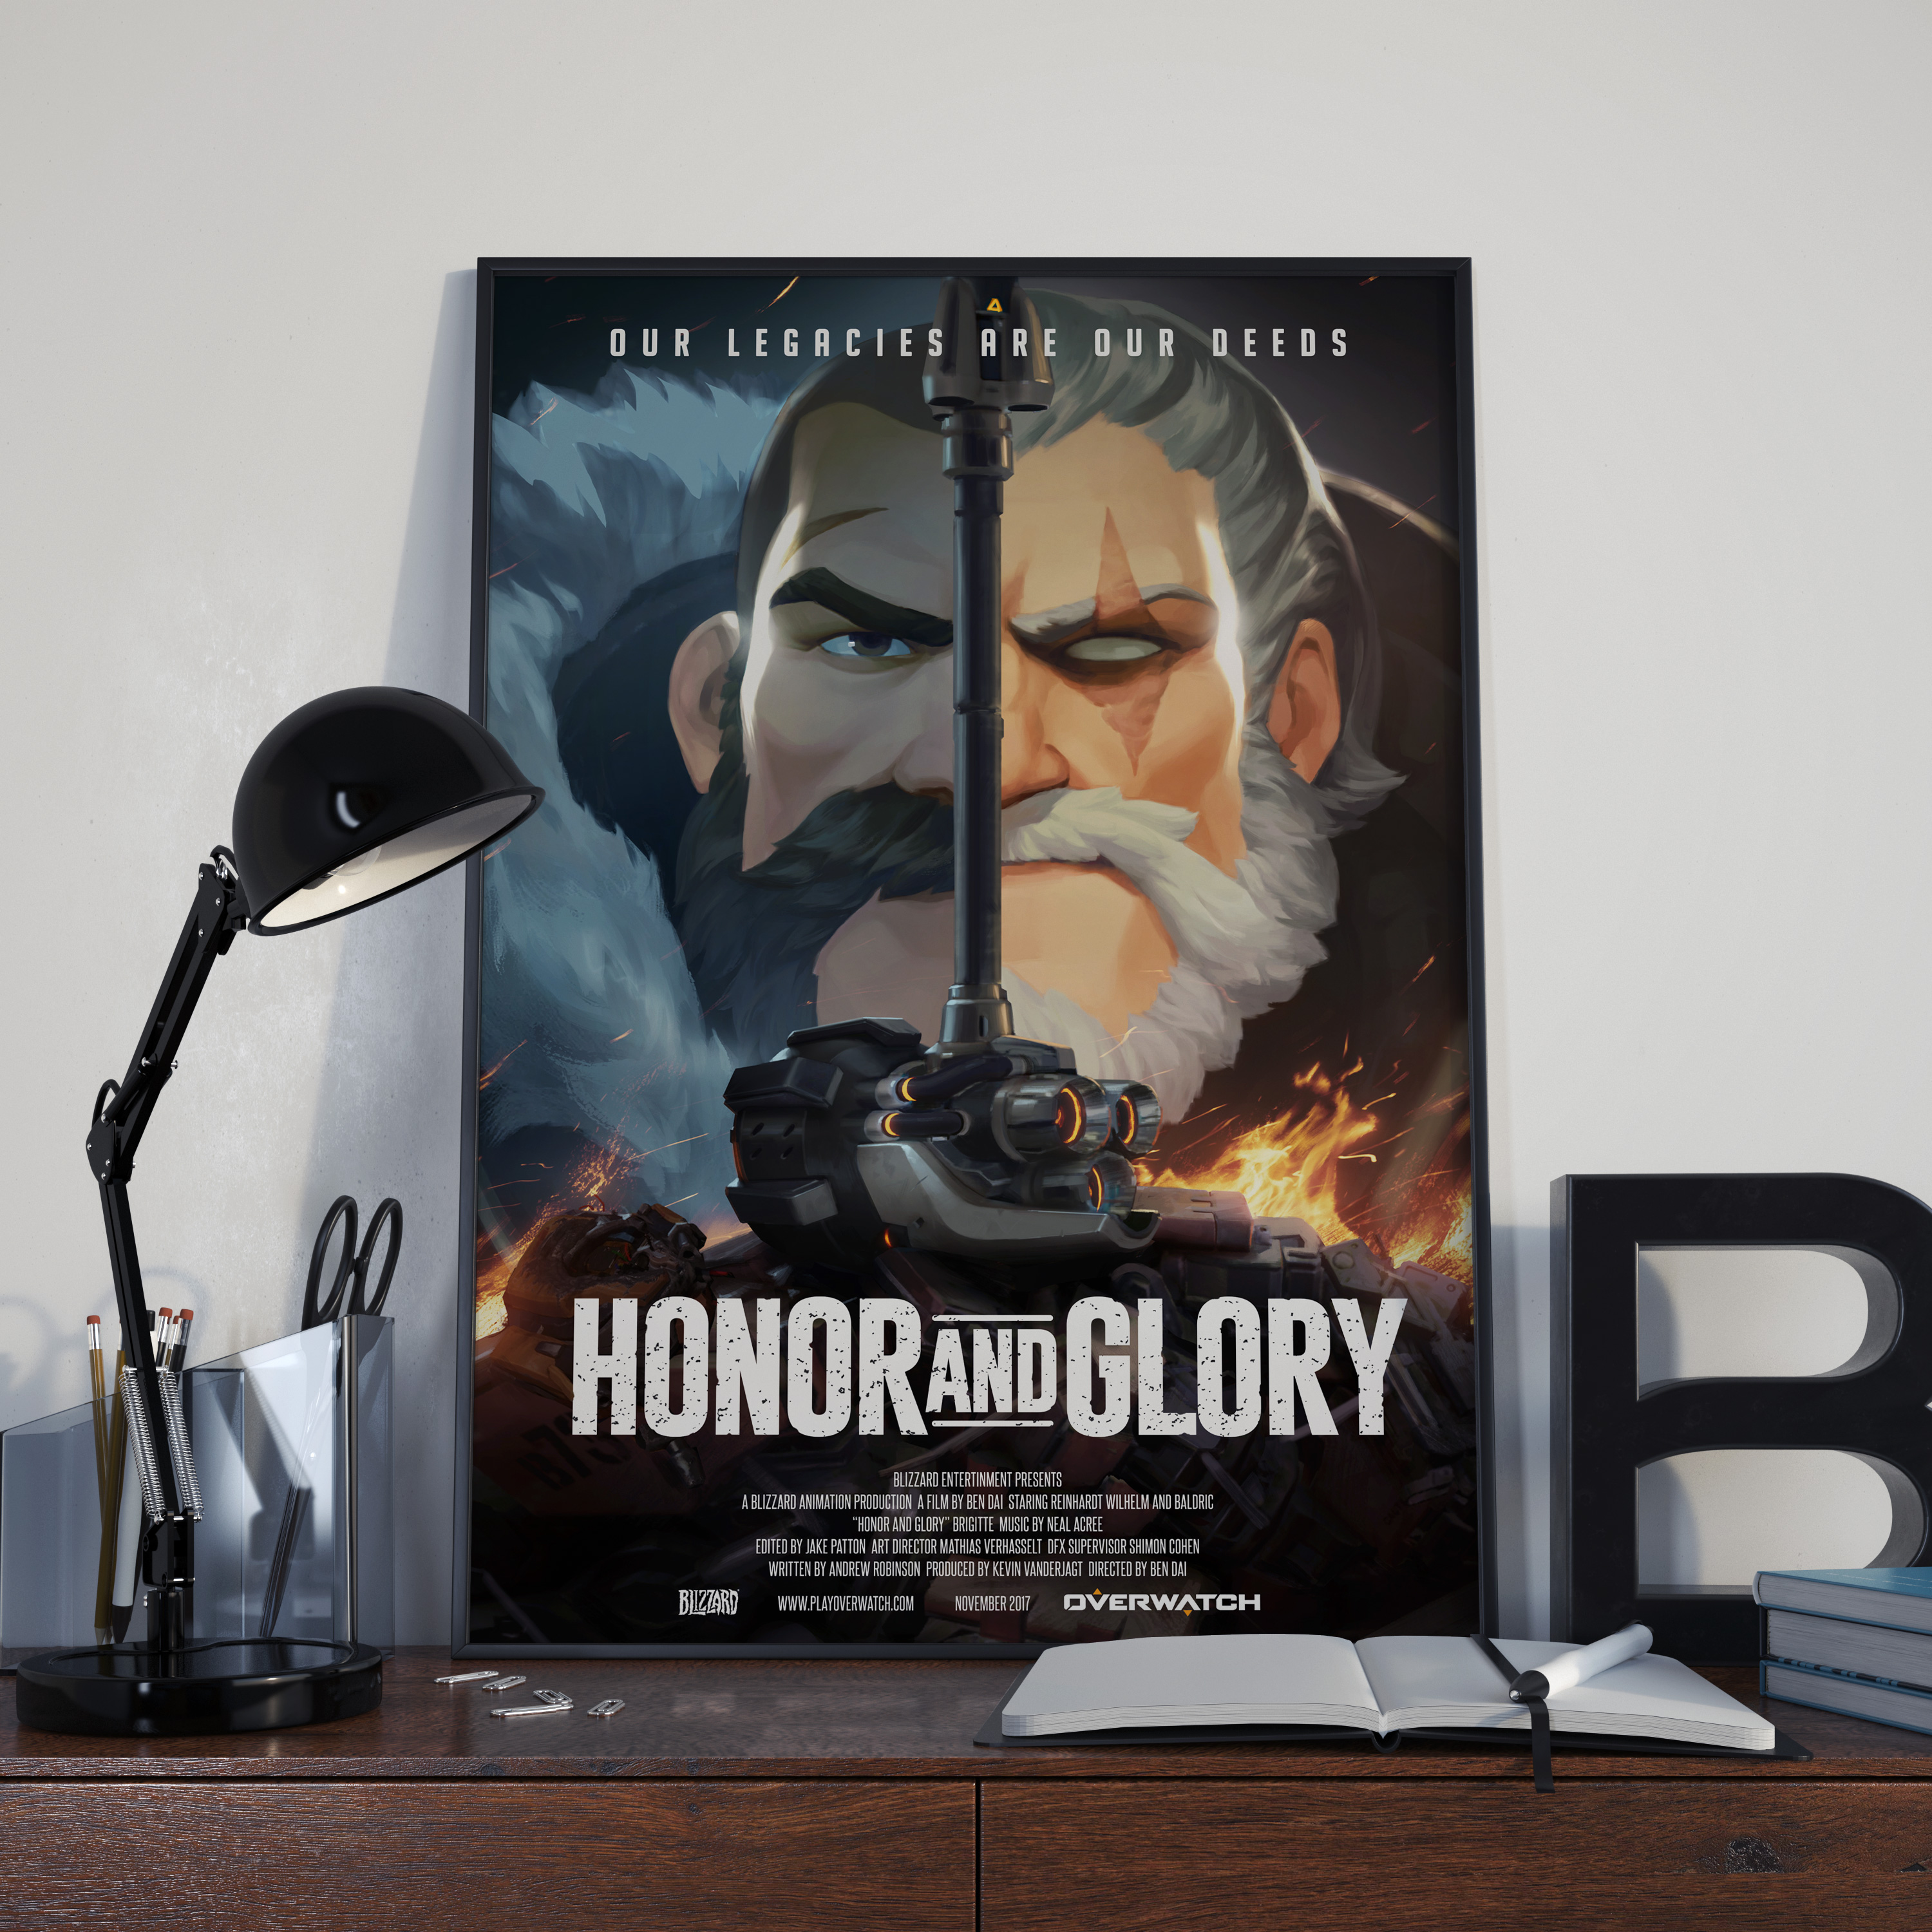 OUR LEGACIES ARE OUR DEEDS
HONOR AND GLORY
BLIZZARD ENTERTINMENT PRESENTS
A BLIZZARD ANIMATION PRODUCTION A FILM BY BEN DAI STARING REINHARDT WILHELM AND BALDRIC
"HONOR AND GLORY" BRIGITTE MUSIC BY NEAL ACREE
EDITED BY JAKE PATTON ART DIRECTOR MATHIAS VERHASSELT DFX SUPERVISOR SHIMON COHEN
WRITTEN BY ANDREW ROBINSON PRODUCED BY KEVIN VANDERJAGT DIRECTED BY BEN DAI
BLIZZARD WWW.PLAYOVERWATCH.COM NOVEMBER 2017 OVERWATCH
B